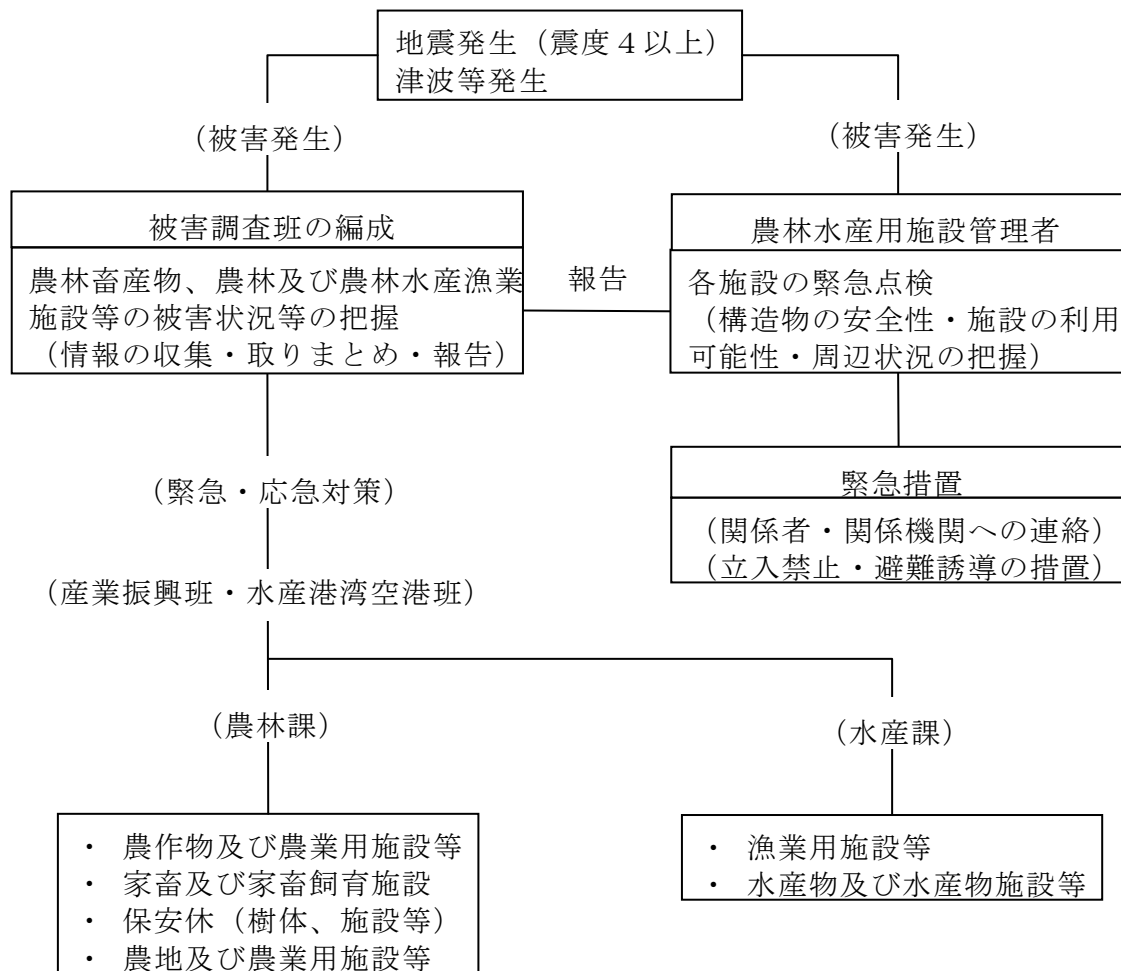 地震発生（震度４以上）
津波等発生
（被害発生）
（被害発生）
被害調査班の編成
農林畜産物、農林及び農林水産漁業
施設等の被害状況等の把握
（情報の収集・取りまとめ・報告）
報告
農林水産用施設管理者
各施設の緊急点検
（構造物の安全性・施設の利用
可能性・周辺状況の把握）
緊急措置
（関係者・関係機関への連絡）
（立入禁止・避難誘導の措置）
（緊急・応急対策）
（産業振興班・水産港湾空港班）
（農林課）
（水産課）
・ 農作物及び農業用施設等
・ 家畜及び家畜飼育施設
・ 保安休（樹体、施設等）
・ 農地及び農業用施設等
・ 漁業用施設等
・ 水産物及び水産物施設等